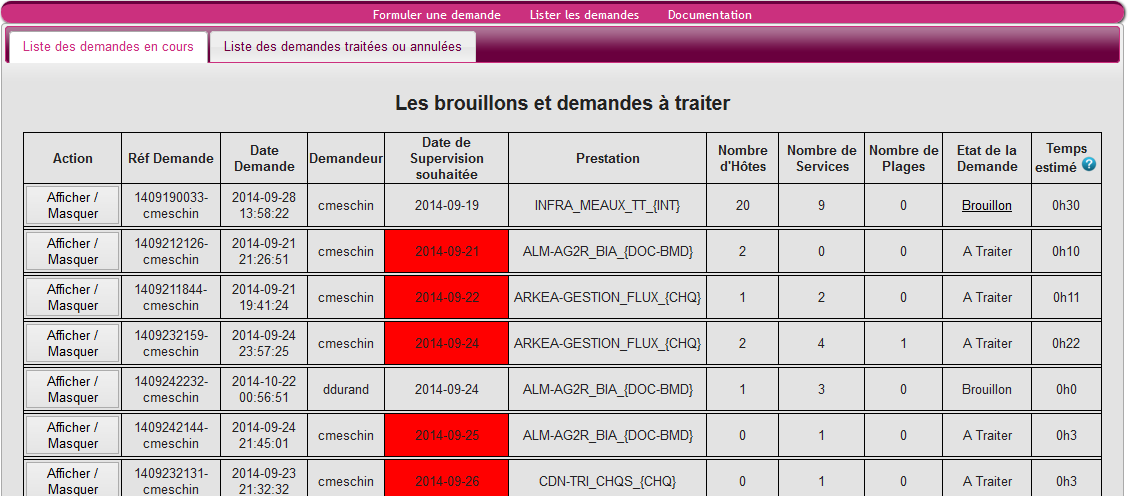 Formuler une demande Lister les demandes Documentation
Liste des demandes en cours Liste des demandes traitées ou annulées
Les brouillons et demandes à traiter
Action Réf Demande Date Demande Demandeur Date de Supervision souhaitée Prestation Nombre d'Hôtes Nombre de Services Nombre de Plages Etat de la Demande Temps estimé ?
Afficher / Masquer 1409190033-cmeschin 2014-09-28 13:58:22 cmeschin 2014-09-19 INFRA_MEAUX_TT_{INT} 20 9 0 Brouillon 0h30
Afficher / Masquer 1409212126-cmeschin 2014-09-21 21:26:51 cmeschin 2014-09-21 ALM-AG2R_BIA_{DOC-BMD} 2 0 0 A Traiter 0h10
Afficher / Masquer 1409211844-cmeschin 2014-09-21 19:41:24 cmeschin 2014-09-22 ARKEA-GESTION_FLUX_{CHQ} 1 2 0 A Traiter 0h11
Afficher / Masquer 1409232159-cmeschin 2014-09-24 23:57:25 cmeschin 2014-09-24 ARKEA-GESTION_FLUX_{CHQ} 2 4 1 A Traiter 0h22
Afficher / Masquer 1409242232-cmeschin 2014-10-22 00:56:51 ddurand 2014-09-24 ALM-AG2R_BIA_{DOC-BMD} 1 3 0 Brouillon 0h0
Afficher / Masquer 1409242144-cmeschin 2014-09-24 21:45:01 cmeschin 2014-09-25 ALM-AG2R_BIA_{DOC-BMD} 0 1 0 A Traiter 0h3
Afficher / Masquer 1409232131-cmeschin 2014-09-23 21:32:32 cmeschin 2014-09-26 CDN-TRI_CHQS_{CHQ} 0 1 0 A Traiter 0h3